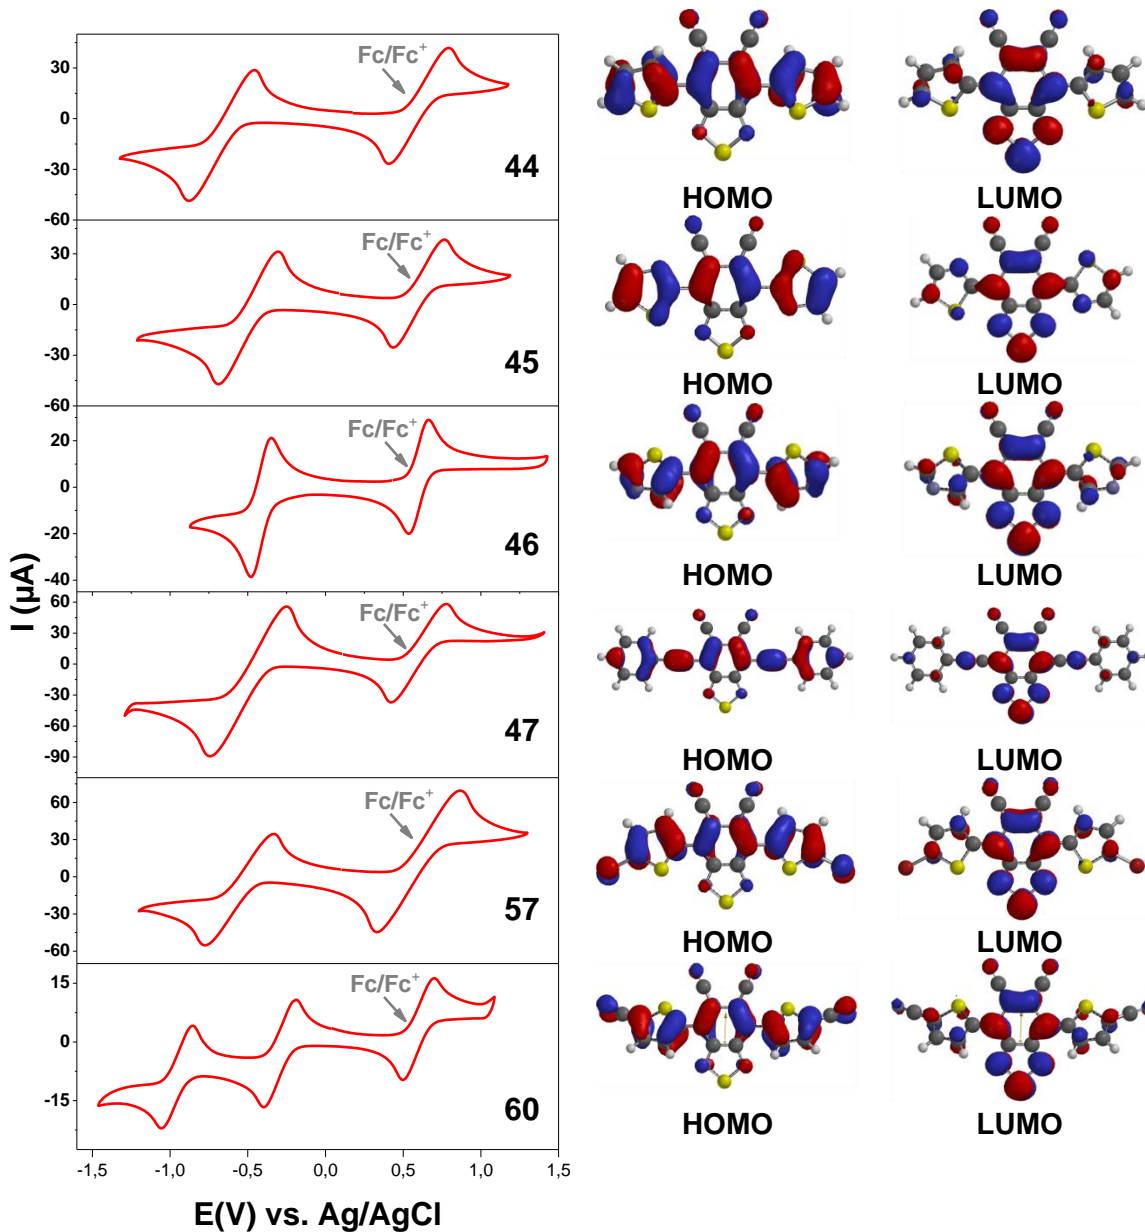 I (µA)
30
0
-30
-60
Fc/Fc⁺
44
HOMO
LUMO
30
0
-30
-60
Fc/Fc⁺
45
HOMO
LUMO
20
0
-20
-40
Fc/Fc⁺
46
HOMO
LUMO
60
30
0
-30
-60
-90
Fc/Fc⁺
47
HOMO
LUMO
60
30
0
-30
-60
Fc/Fc⁺
57
HOMO
LUMO
15
0
-15
Fc/Fc⁺
60
HOMO
LUMO
-1,5 -1,0 -0,5 0,0 0,5 1,0 1,5
E(V) vs. Ag/AgCl